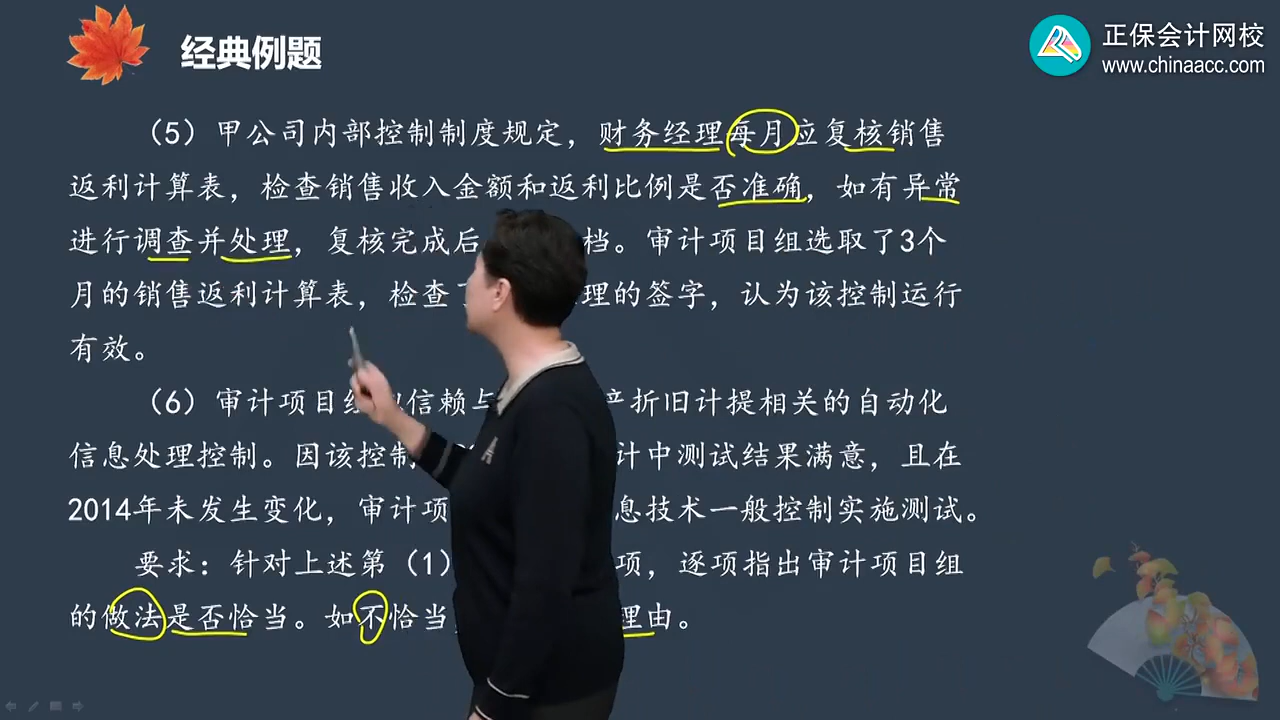 经典例题
正保会计网校
www.chinaacc.com
（5）甲公司内部控制制度规定，财务经理每月应复核销售
返利计算表，检查销售收入金额和返利比例是否准确，如有异常
进行调查并处理，复核完成后 档。审计项目组选取了3个
月的销售返利计算表，检查 理的签字，认为该控制运行
有效。
（6）审计项目组 信赖与 折旧计提相关的自动化
信息处理控制。因该控制 计中测试结果满意，且在
2014年未发生变化，审计项 息技术一般控制实施测试。
要求：针对上述第（1） 项，逐项指出审计项目组
的做法是否恰当。如不恰当 理由。